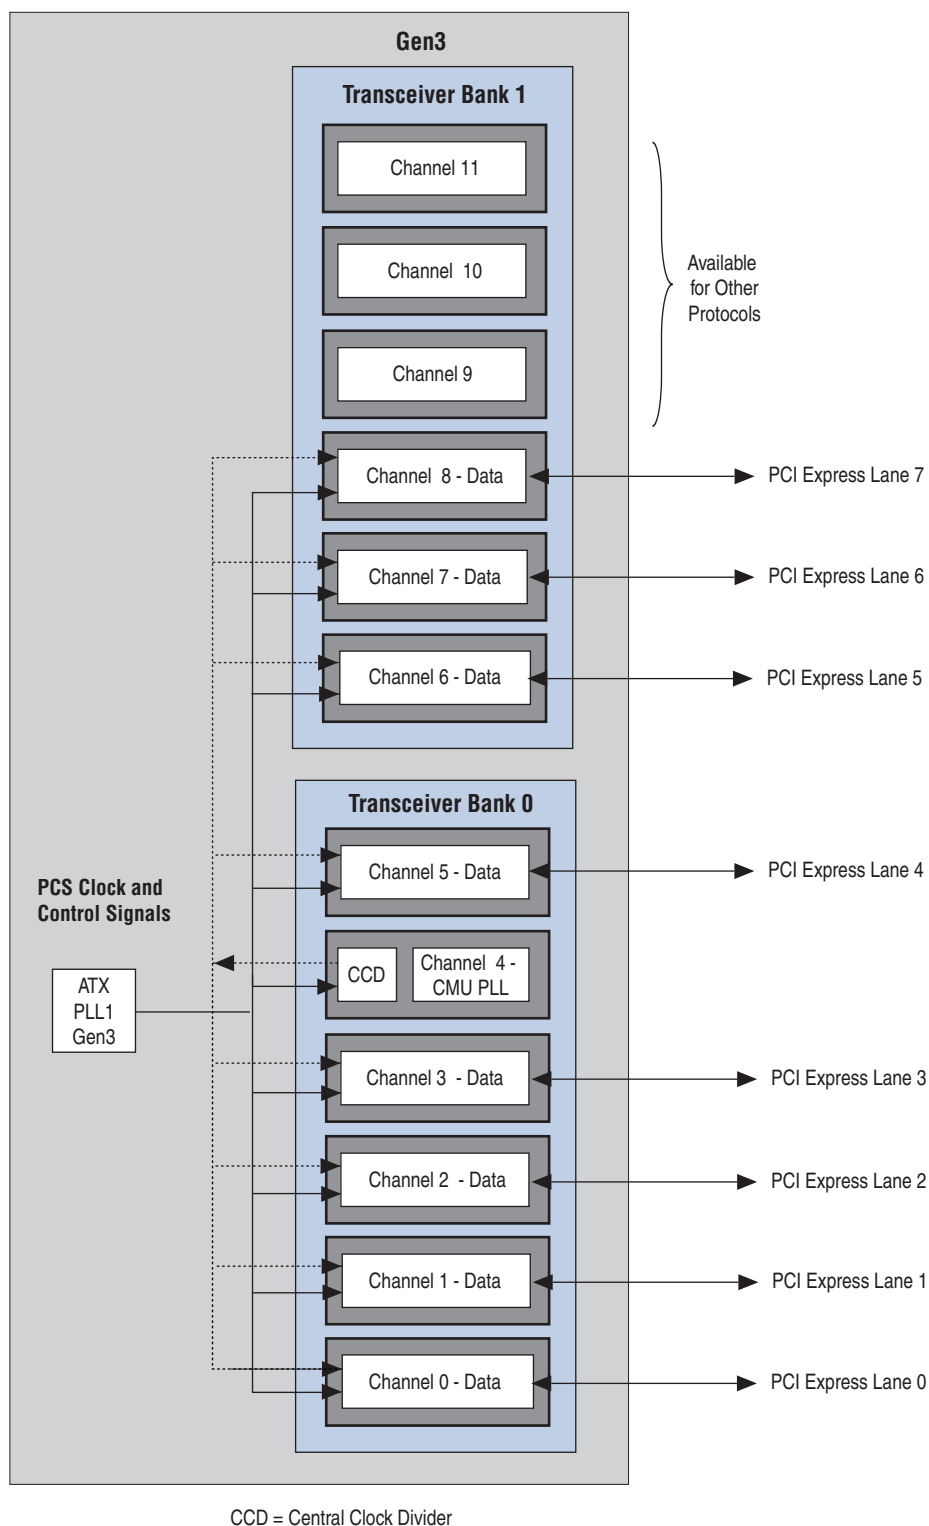 Gen3
Transceiver Bank 1
Channel 11
Channel 10
Channel 9
Available
for Other
Protocols
Channel 8 - Data
PCI Express Lane 7
Channel 7 - Data
PCI Express Lane 6
Channel 6 - Data
PCI Express Lane 5
Transceiver Bank 0
Channel 5 - Data
PCI Express Lane 4
PCS Clock and
Control Signals
CCD
Channel 4 -
CMU PLL
ATX
PLL1
Gen3
Channel 3 - Data
PCI Express Lane 3
Channel 2 - Data
PCI Express Lane 2
Channel 1 - Data
PCI Express Lane 1
Channel 0 - Data
PCI Express Lane 0
CCD = Central Clock Divider